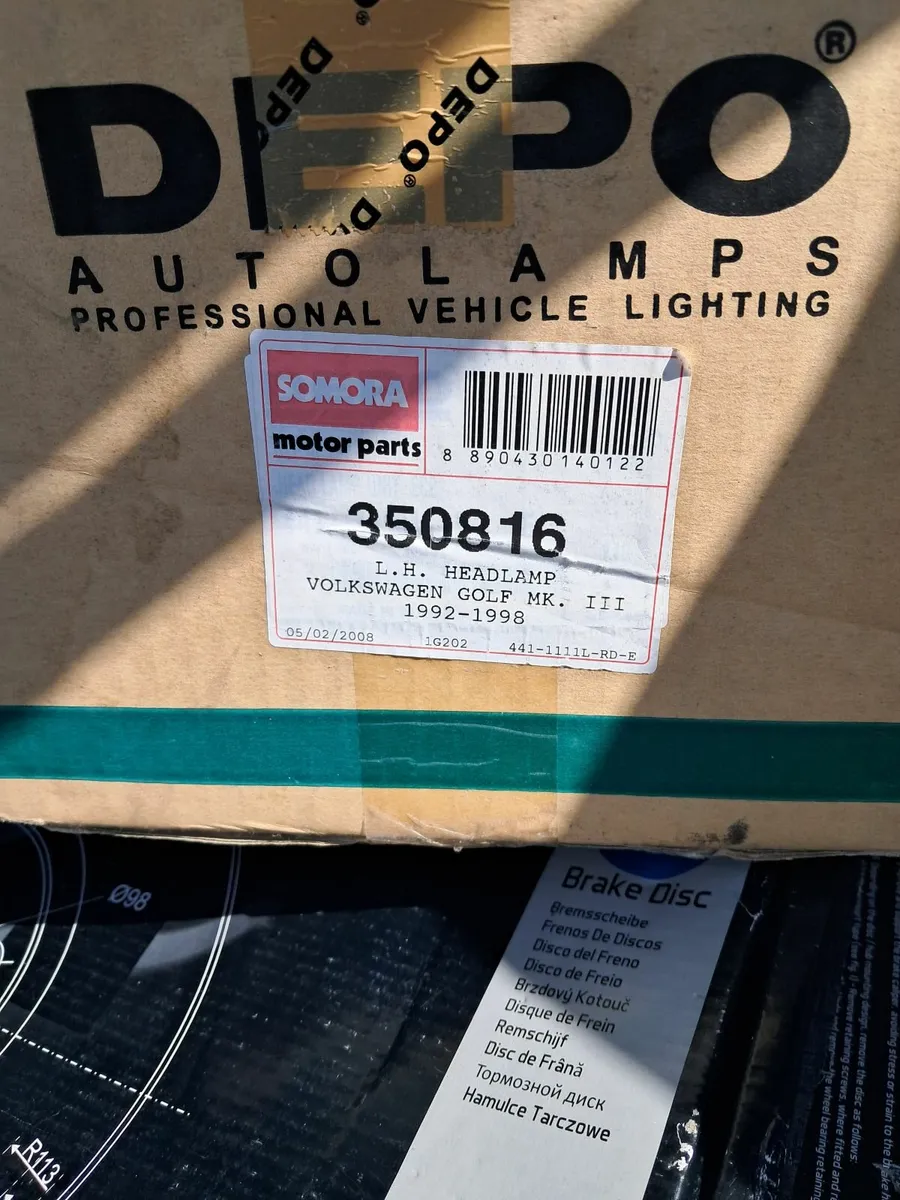 DEPO®
DEPO
DEPO®
AUTOLAMPS
PROFESSIONAL VEHICLE LIGHTING
SOMORA
motor parts
8 890430 140122
350816
L.H. HEADLAMP
VOLKSWAGEN GOLF MK. III
1992-1998
05/02/2008 1G202 441-1111L-RD-E
Ø98
R113
Brake Disc
Bremsscheibe
Frenos De Discos
Disco del Freno
Disco de Freio
Brzdový Kotouč
Disque de Frein
Remschijf
Disc de Frână
Тормозной диск
Hamulce Tarczowe